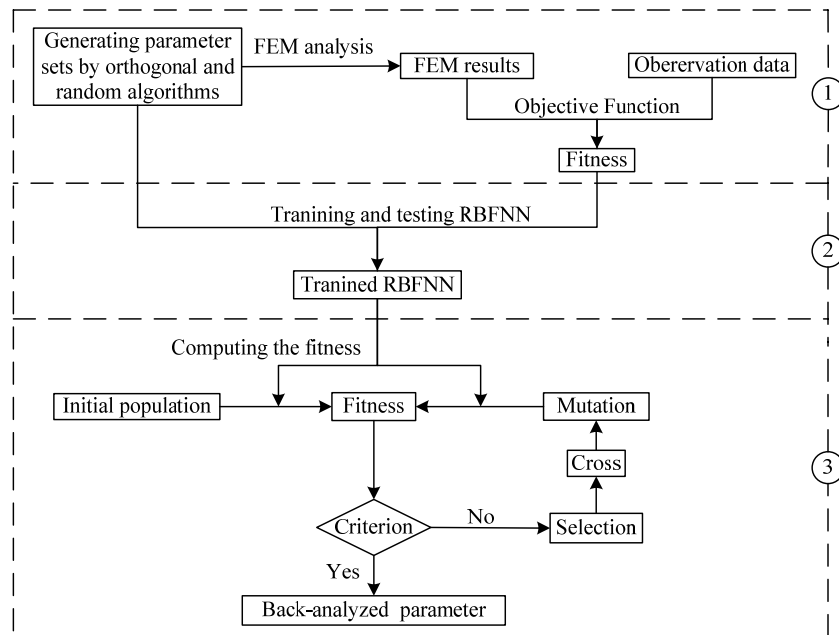 Generating parameter
sets by orthogonal and
random algorithms
FEM analysis
FEM results
Oberervation data
Objective Function
Fitness
1
Tranining and testing RBFNN
Tranined RBFNN
2
Computing the fitness
Initial population
Fitness
Mutation
Cross
Criterion
No
Selection
Yes
Back-analyzed parameter
3